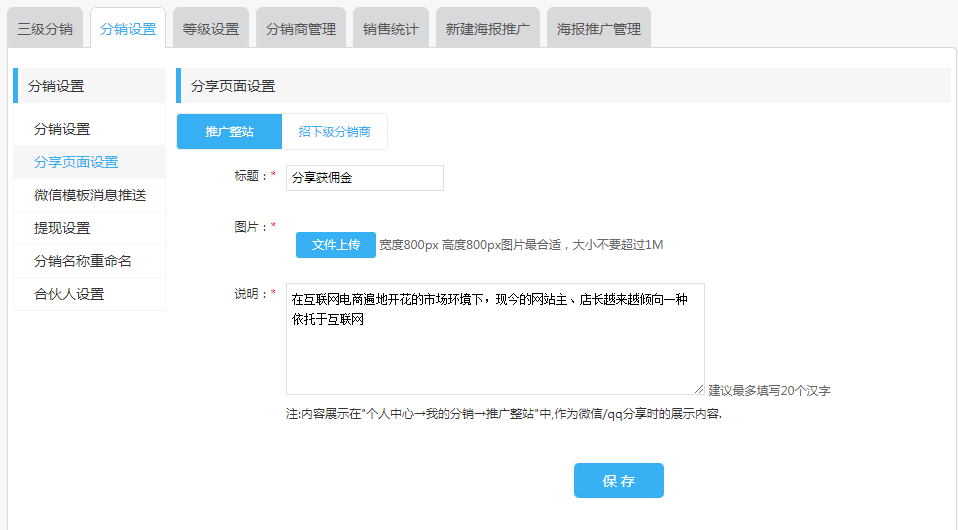 三级分销 分销设置 等级设置 分销商管理 销售统计 新建海报推广 海报推广管理
分销设置
分销设置
分享页面设置
微信模板消息推送
提现设置
分销名称重命名
合伙人设置
分享页面设置
推广整站 招下级分销商
标题：* 分享获佣金
图片：*
文件上传 宽度800px 高度800px图片最合适，大小不要超过1M
说明：* 在互联网电商遍地开花的市场环境下，现今的网站主、店长越来越倾向一种
依托于互联网
建议最多填写20个汉字
注:内容展示在"个人中心→我的分销→推广整站"中,作为微信/qq分享时的展示内容.
保 存